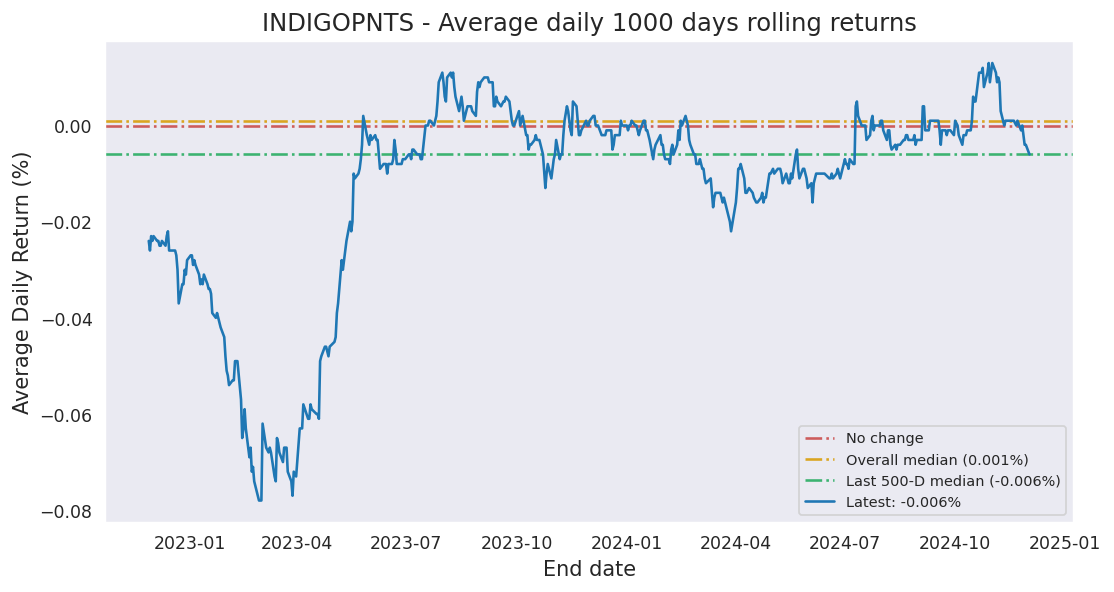 INDIGOPNTS - Average daily 1000 days rolling returns
Average Daily Return (%)
0.00
−0.02
−0.04
−0.06
−0.08
No change
Overall median (0.001%)
Last 500-D median (-0.006%)
Latest: -0.006%
2023-01 2023-04 2023-07 2023-10 2024-01 2024-04 2024-07 2024-10 2025-01
End date